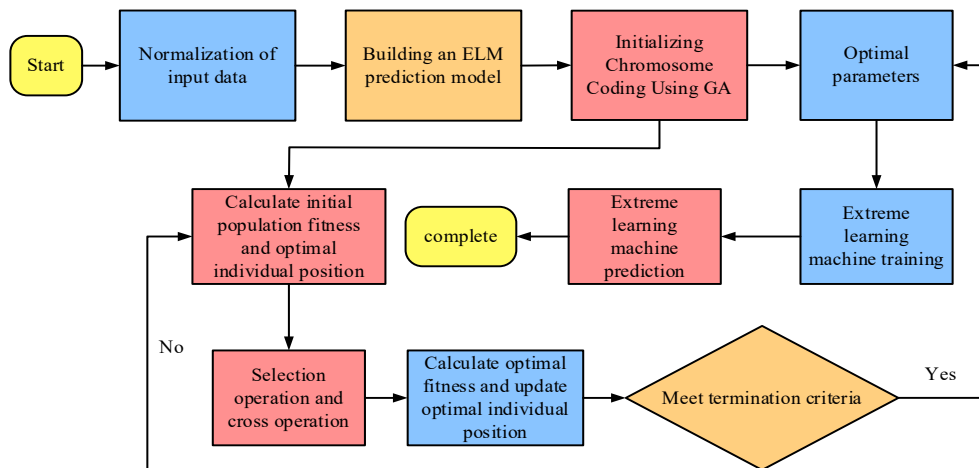 Start
Normalization of
input data
Building an ELM
prediction model
Initializing
Chromosome
Coding Using GA
Optimal
parameters
Calculate initial
population fitness
and optimal
individual position
complete
Extreme
learning
machine
prediction
Extreme
learning
machine training
No
Selection
operation and
cross operation
Calculate optimal
fitness and update
optimal individual
position
Meet termination criteria
Yes